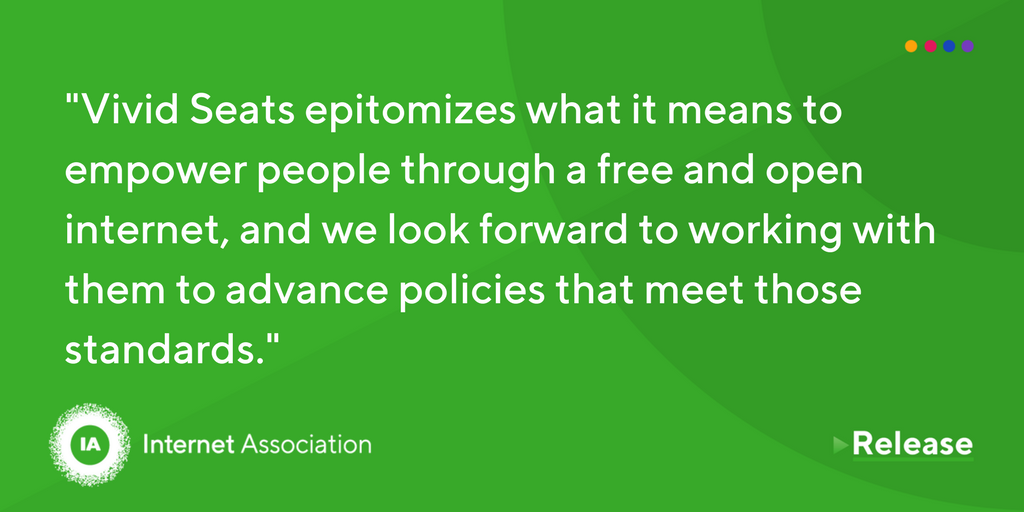 "Vivid Seats epitomizes what it means to
empower people through a free and open
internet, and we look forward to working with
them to advance policies that meet those
standards."
IA
Internet Association
Release